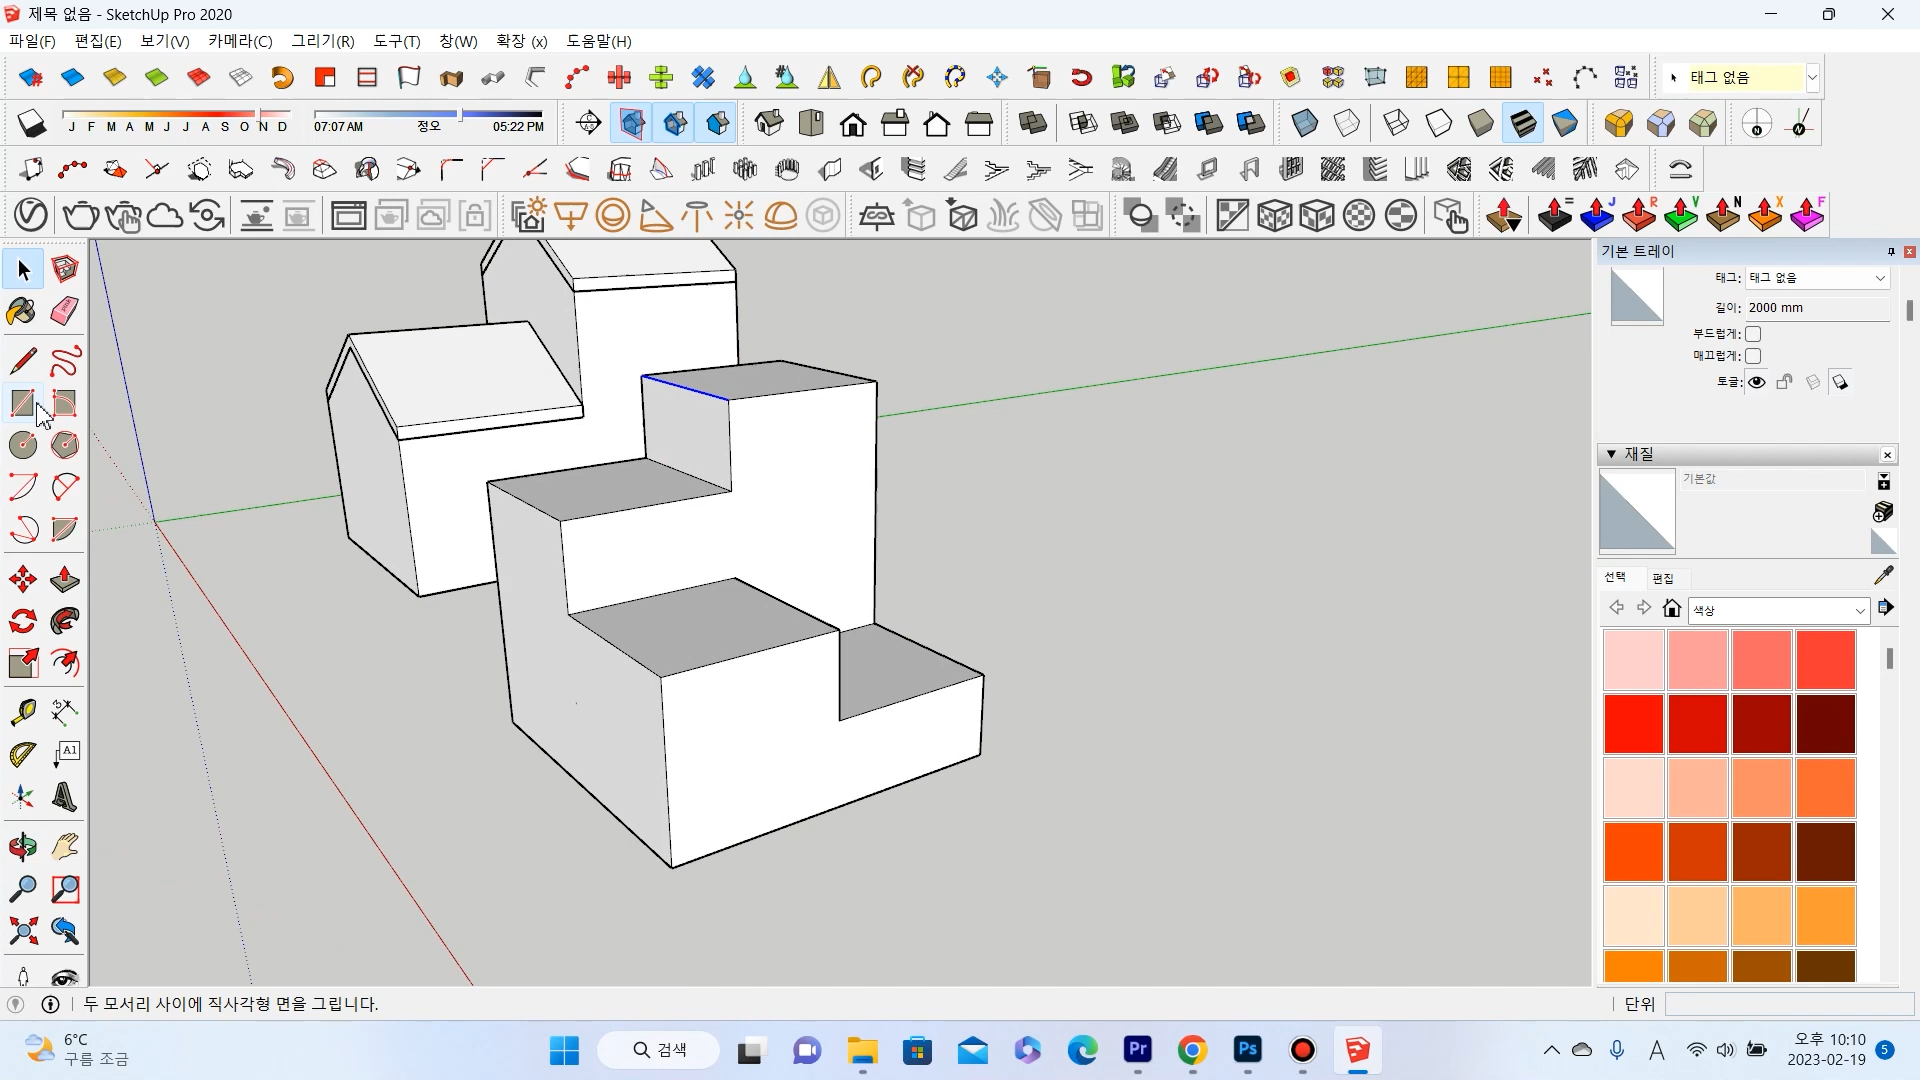 제목 없음 - SketchUp Pro 2020
파일(F) 편집(E) 보기(V) 카메라(C) 그리기(R) 도구(T) 창(W) 확장 (x) 도움말(H)
태그 없음
J F M A M J J A S O N D 07:07 AM 정오 05:22 PM
기본 트레이
태그: 태그 없음
길이: 2000 mm
부드럽게:
매끄럽게:
토글:
재질
기본값
선택 편집
색상
두 모서리 사이에 직사각형 면을 그립니다.
단위
6°C
구름 조금
검색
Pr
Ps
A
오후 10:10
2023-02-19
5